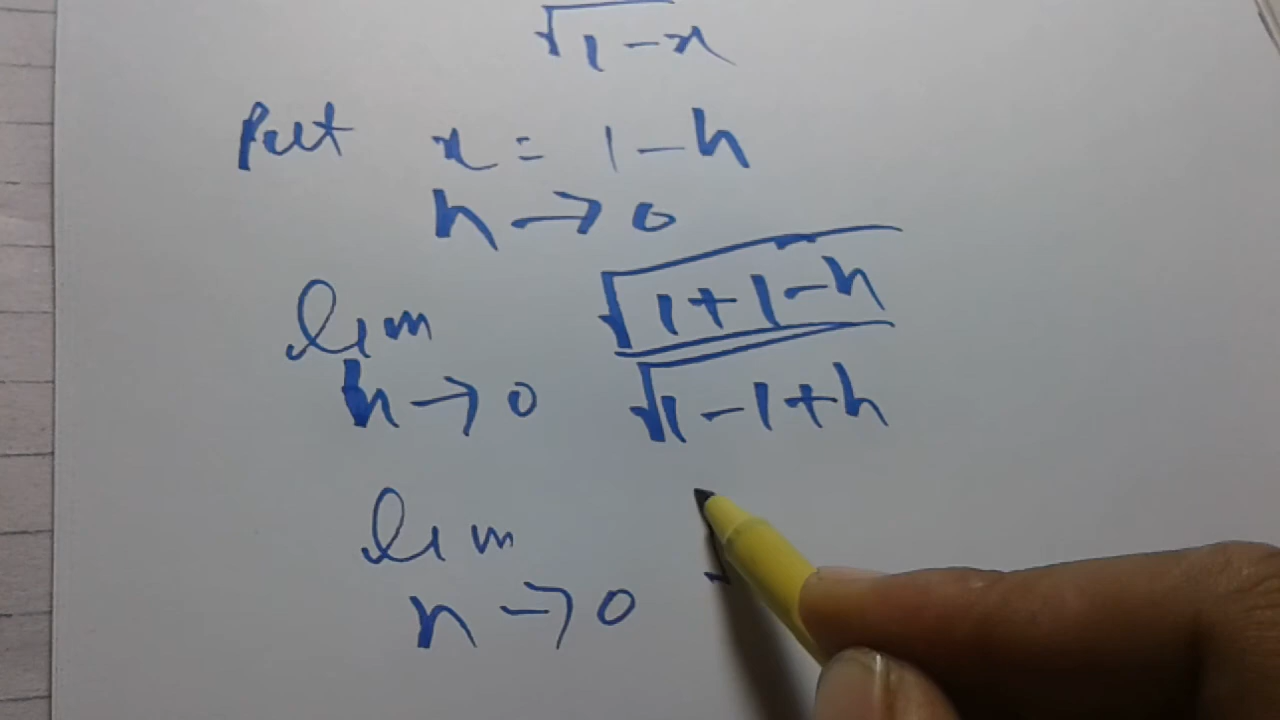 √1-x
Put x = 1-h
h→0
lim √1+1-h
h→0 √1-1+h
lim
h→0